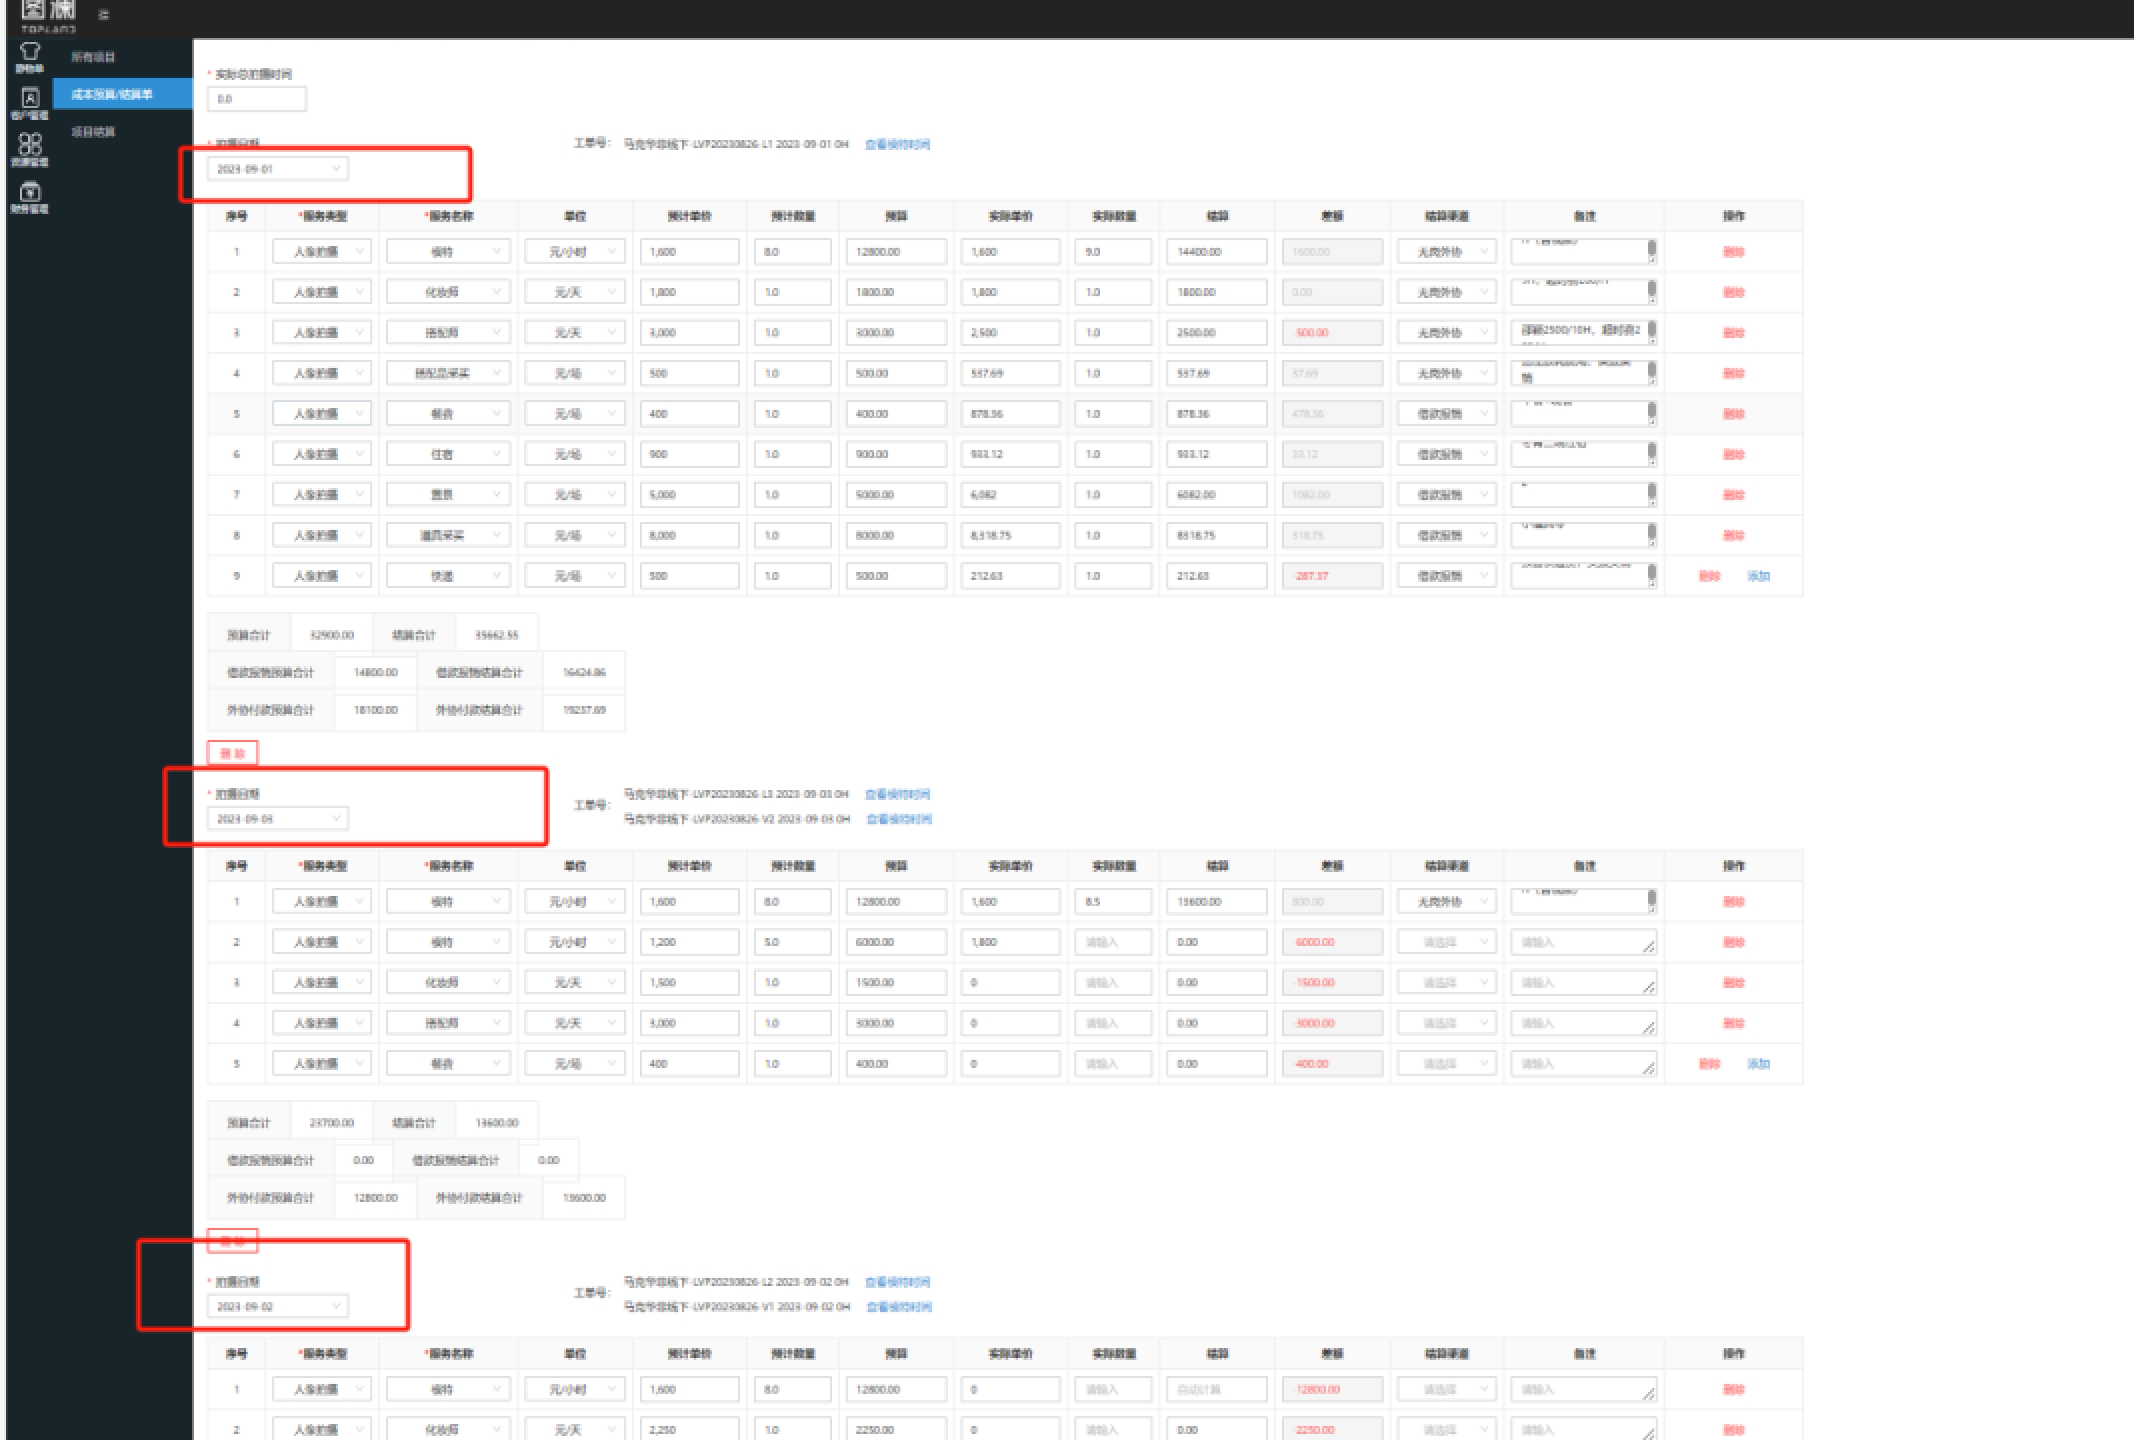 图澜
TOPLAND
购物单
所有项目
成本预算/结算单
项目结算
客户管理
资源管理
财务管理
* 实际总拍摄时间
0.0
* 拍摄日期
2023-09-01
工单号: 马克华菲线下-LVP20230826-L1 2023-09-01 0H 查看模特时间
序号 *服务类型 *服务名称 单位 预计单价 预计数量 预算 实际单价 实际数量 结算 差额 结算渠道 备注 操作
1 人像拍摄 模特 元/小时 1,600 8.0 12800.00 1,600 9.0 14400.00 1600.00 无岗外协 删除
2 人像拍摄 化妆师 元/天 1,800 1.0 1800.00 1,800 1.0 1800.00 0.00 无岗外协 删除
3 人像拍摄 搭配师 元/天 3,000 1.0 3000.00 2,500 1.0 2500.00 -500.00 无岗外协 邵颖2500/10H，超时费2 删除
4 人像拍摄 搭配品采买 元/场 500 1.0 500.00 537.69 1.0 537.69 37.69 无岗外协 销 删除
5 人像拍摄 餐食 元/场 400 1.0 400.00 878.36 1.0 878.36 478.36 借款报销 删除
6 人像拍摄 住宿 元/场 900 1.0 900.00 933.12 1.0 933.12 33.12 借款报销 删除
7 人像拍摄 置景 元/场 5,000 1.0 5000.00 6,082 1.0 6082.00 1082.00 借款报销 删除
8 人像拍摄 道具采买 元/场 8,000 1.0 8000.00 8,318.75 1.0 8318.75 318.75 借款报销 删除
9 人像拍摄 快递 元/场 500 1.0 500.00 212.63 1.0 212.63 -287.37 借款报销 删除 添加
预算合计 32900.00 结算合计 35662.55
借款报销预算合计 14800.00 借款报销结算合计 16424.86
外协付款预算合计 18100.00 外协付款结算合计 19237.69
删 除
* 拍摄日期
2023-09-03
工单号: 马克华菲线下-LVP20230826-L3 2023-09-03 0H 查看模特时间
马克华菲线下-LVP20230826-V2 2023-09-03 0H 查看模特时间
序号 *服务类型 *服务名称 单位 预计单价 预计数量 预算 实际单价 实际数量 结算 差额 结算渠道 备注 操作
1 人像拍摄 模特 元/小时 1,600 8.0 12800.00 1,600 8.5 13600.00 800.00 无岗外协 删除
2 人像拍摄 模特 元/小时 1,200 5.0 6000.00 1,800 请输入 0.00 -6000.00 请选择 请输入 删除
3 人像拍摄 化妆师 元/天 1,500 1.0 1500.00 0 请输入 0.00 -1500.00 请选择 请输入 删除
4 人像拍摄 搭配师 元/天 3,000 1.0 3000.00 0 请输入 0.00 -3000.00 请选择 请输入 删除
5 人像拍摄 餐食 元/场 400 1.0 400.00 0 请输入 0.00 -400.00 请选择 请输入 删除 添加
预算合计 23700.00 结算合计 13600.00
借款报销预算合计 0.00 借款报销结算合计 0.00
外协付款预算合计 12800.00 外协付款结算合计 13600.00
删 除
* 拍摄日期
2023-09-02
工单号: 马克华菲线下-LVP20230826-L2 2023-09-02 0H 查看模特时间
马克华菲线下-LVP20230826-V1 2023-09-02 0H 查看模特时间
序号 *服务类型 *服务名称 单位 预计单价 预计数量 预算 实际单价 实际数量 结算 差额 结算渠道 备注 操作
1 人像拍摄 模特 元/小时 1,600 8.0 12800.00 0 请输入 自动计算 -12800.00 请选择 请输入 删除
2 人像拍摄 化妆师 元/天 2,250 1.0 2250.00 0 请输入 0.00 -2250.00 请选择 请输入 删除